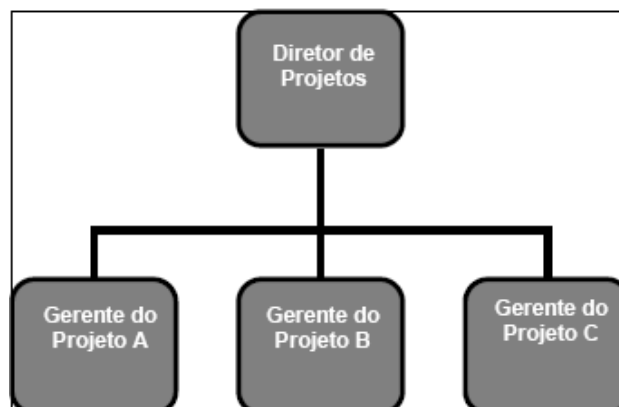 Diretor de
Projetos
Gerente do
Projeto A
Gerente do
Projeto B
Gerente do
Projeto C